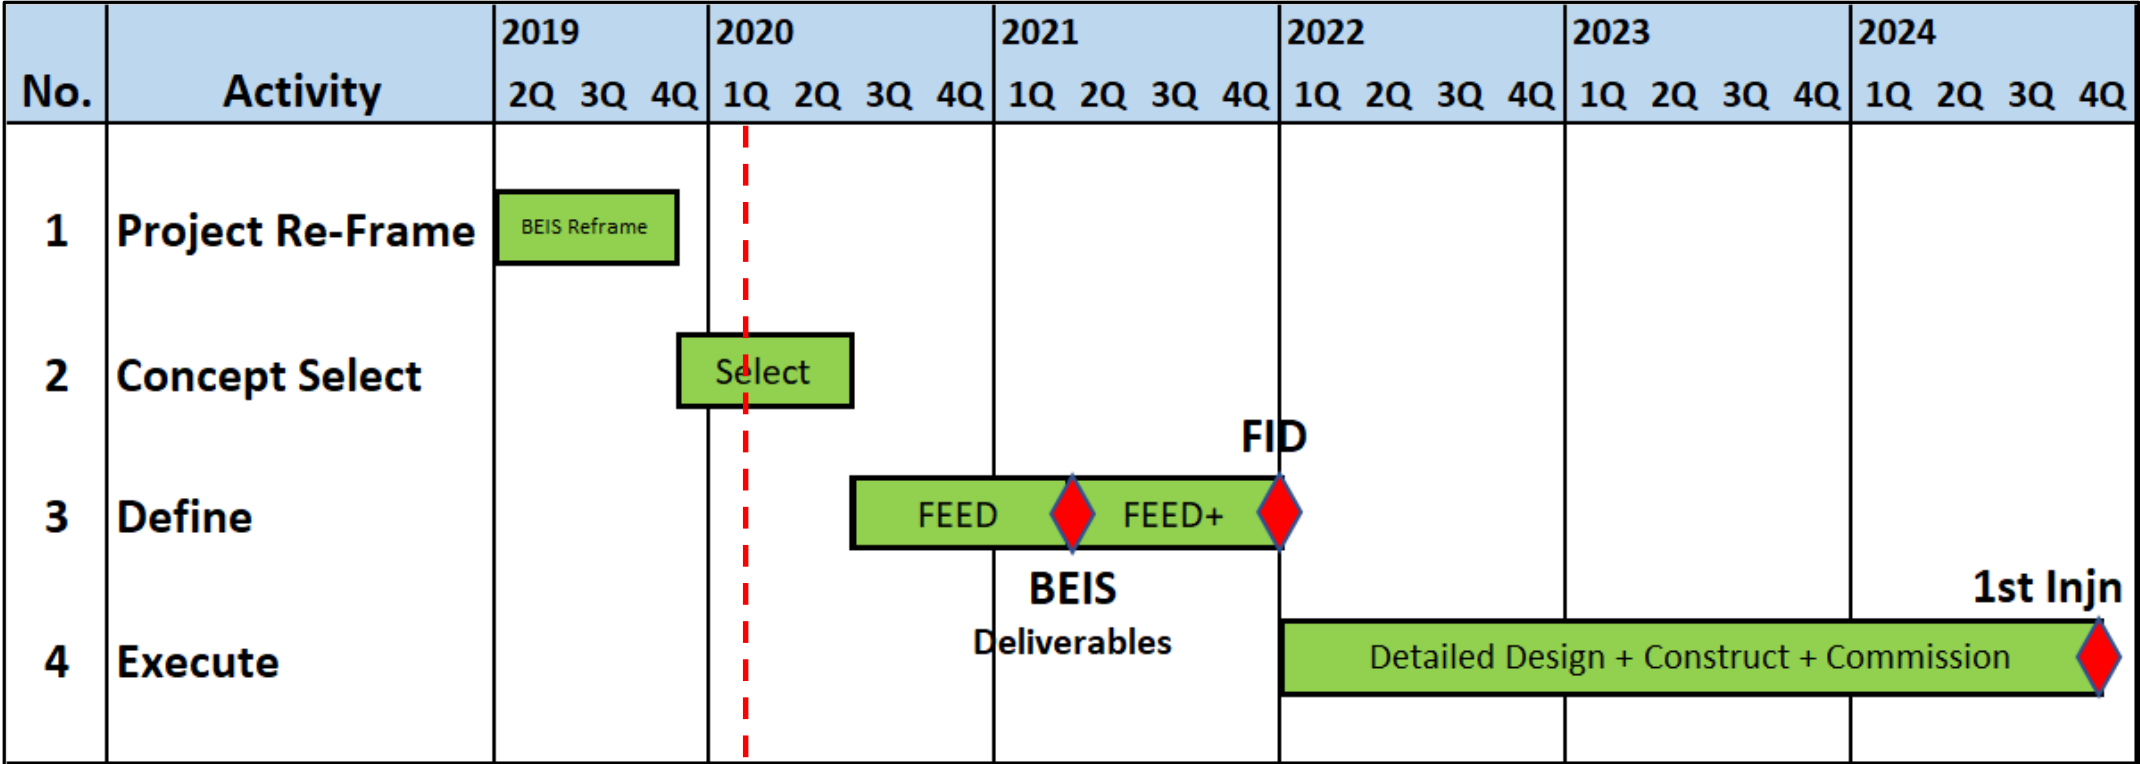 2019 2020 2021 2022 2023 2024
No. Activity 2Q 3Q 4Q 1Q 2Q 3Q 4Q 1Q 2Q 3Q 4Q 1Q 2Q 3Q 4Q 1Q 2Q 3Q 4Q 1Q 2Q 3Q 4Q
1 Project Re-Frame BEIS Reframe
2 Concept Select Select
FID
3 Define FEED FEED+
BEIS
Deliverables
1st Injn
4 Execute Detailed Design + Construct + Commission